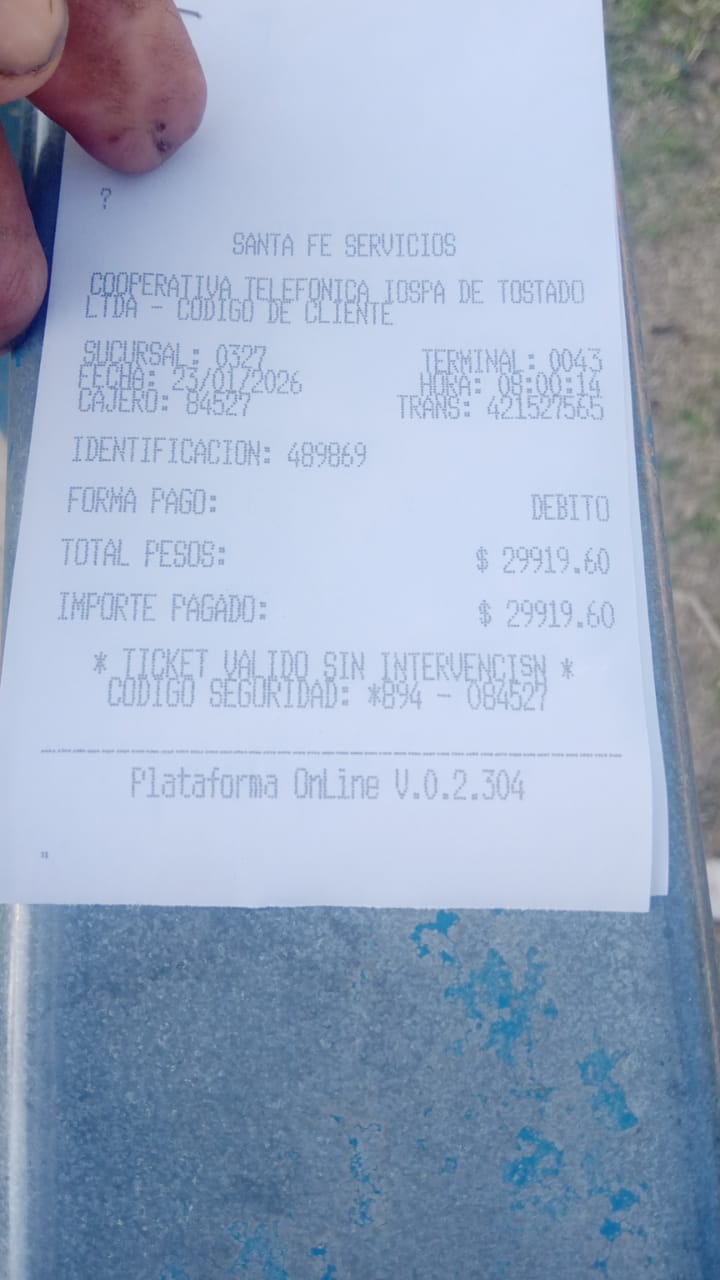 ?
SANTA FE SERVICIOS
COOPERATIVA TELEFONICA IOSPA DE TOSTADO
LTDA - CODIGO DE CLIENTE
SUCURSAL: 0327 TERMINAL: 0043
FECHA: 23/01/2026 HORA: 08:00:14
CAJERO: 84527 TRANS: 421527565
IDENTIFICACION: 489869
FORMA PAGO: DEBITO
TOTAL PESOS: $ 29919.60
IMPORTE PAGADO: $ 29919.60
* TICKET VALIDO SIN INTERVENCISN *
CODIGO SEGORIDAD: *894 - 084527
Plataforma OnLine V.0.2.304
"